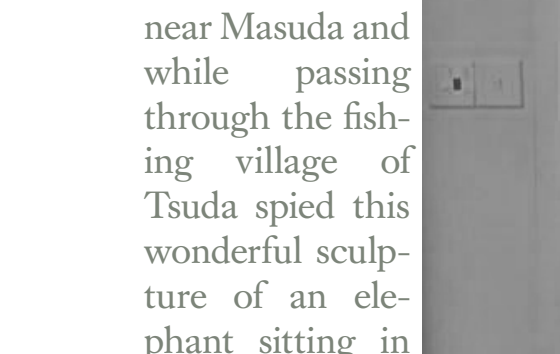 near Masuda and
while passing
through the fish-
ing village of
Tsuda spied this
wonderful sculp-
ture of an ele-
phant sitting in